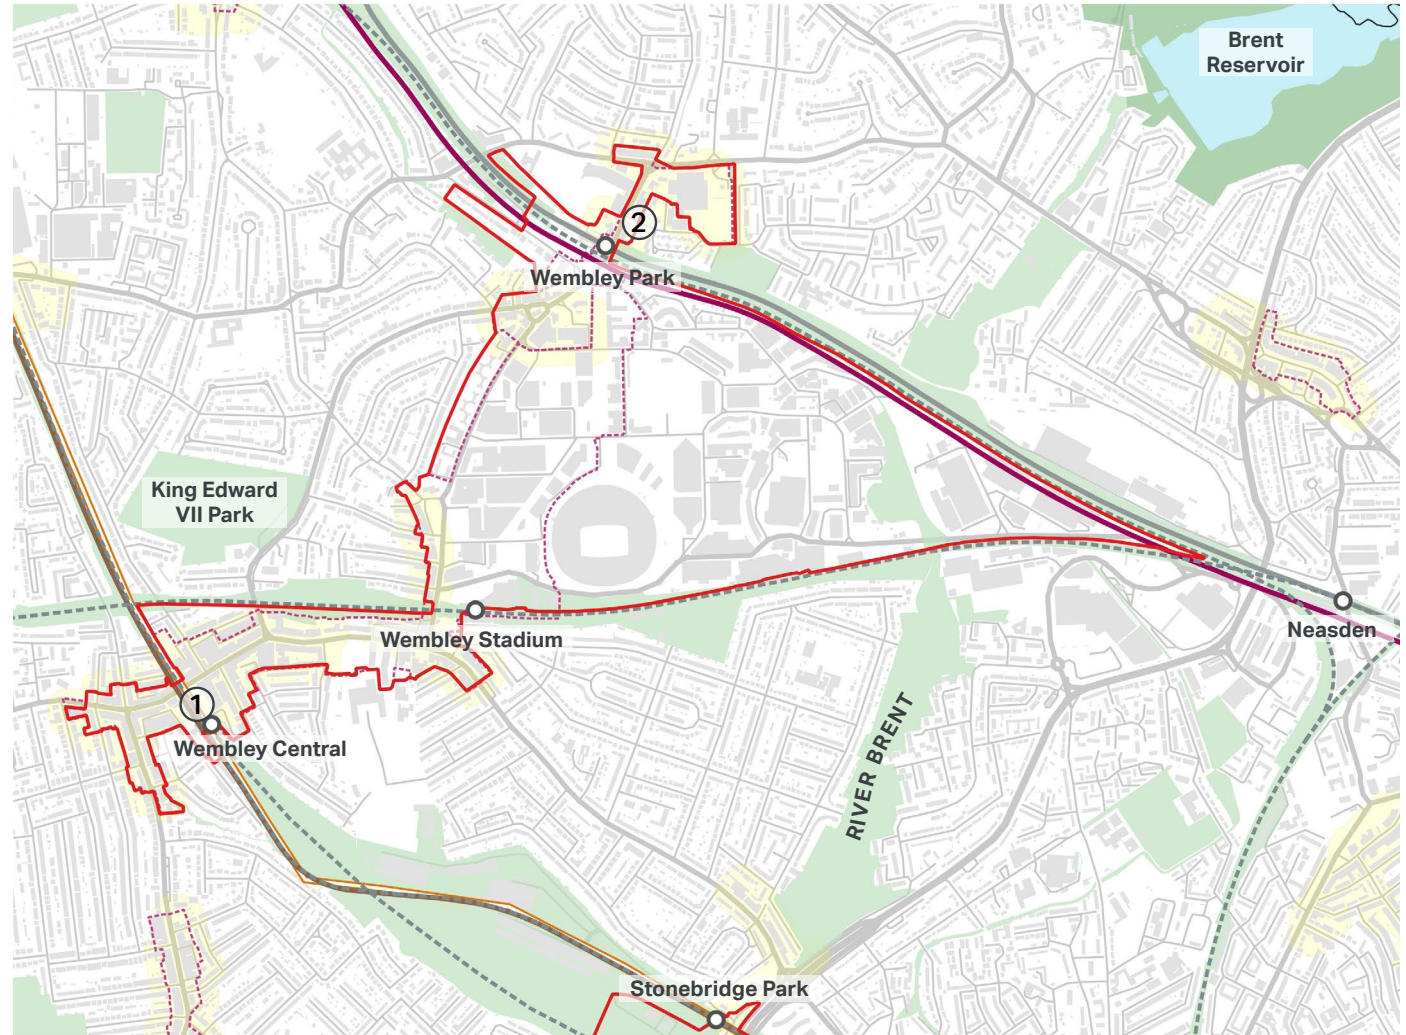 Brent
Reservoir
2
Wembley Park
King Edward
VII Park
Wembley Stadium
Neasden
1
Wembley Central
RIVER BRENT
Stonebridge Park